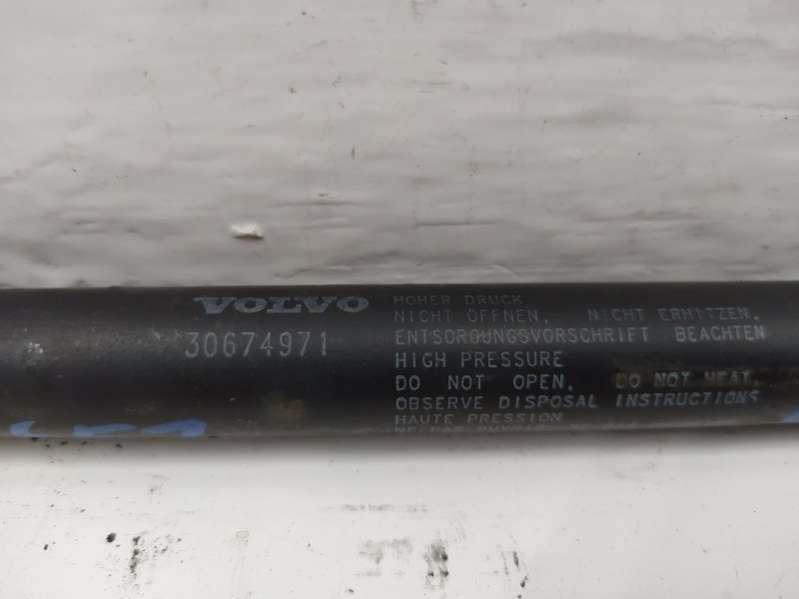 VOLVO
30674971
HOHER DRUCK
NICHT ÖFFNEN, NICHT ERHITZEN,
ENTSORGUNGSVORSCHRIFT BEACHTEN
HIGH PRESSURE
DO NOT OPEN, DO NOT HEAT,
OBSERVE DISPOSAL INSTRUCTIONS
HAUTE PRESSION